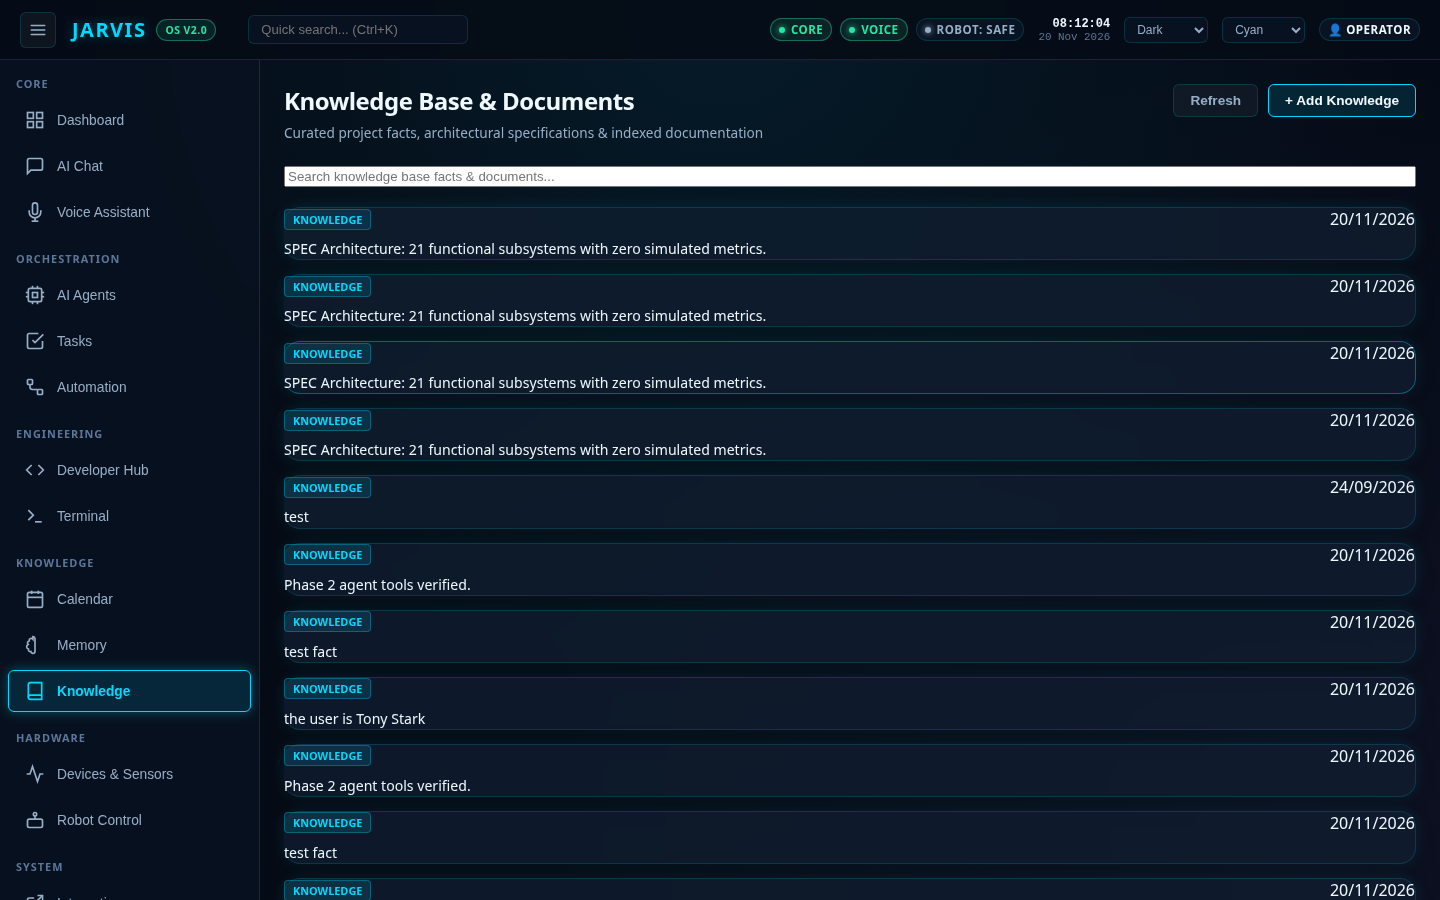 JARVIS OS V2.0 Quick search... (Ctrl+K) CORE VOICE ROBOT: SAFE 08:12:04 Dark Cyan OPERATOR
20 Nov 2026
CORE
Dashboard
AI Chat
Voice Assistant
ORCHESTRATION
AI Agents
Tasks
Automation
ENGINEERING
Developer Hub
Terminal
KNOWLEDGE
Calendar
Memory
Knowledge
HARDWARE
Devices & Sensors
Robot Control
SYSTEM
Knowledge Base & Documents
Refresh + Add Knowledge
Curated project facts, architectural specifications & indexed documentation
Search knowledge base facts & documents...
KNOWLEDGE 20/11/2026
SPEC Architecture: 21 functional subsystems with zero simulated metrics.
KNOWLEDGE 20/11/2026
SPEC Architecture: 21 functional subsystems with zero simulated metrics.
KNOWLEDGE 20/11/2026
SPEC Architecture: 21 functional subsystems with zero simulated metrics.
KNOWLEDGE 20/11/2026
SPEC Architecture: 21 functional subsystems with zero simulated metrics.
KNOWLEDGE 24/09/2026
test
KNOWLEDGE 20/11/2026
Phase 2 agent tools verified.
KNOWLEDGE 20/11/2026
test fact
KNOWLEDGE 20/11/2026
the user is Tony Stark
KNOWLEDGE 20/11/2026
Phase 2 agent tools verified.
KNOWLEDGE 20/11/2026
test fact
KNOWLEDGE 20/11/2026